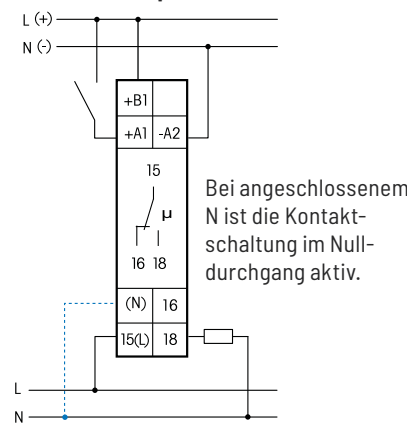 L (+)
N (-)
+B1
+A1 -A2
15
µ
16 18
Bei angeschlossenem
N ist die Kontakt-
schaltung im Null-
durchgang aktiv.
(N) 16
15(L) 18
L
N